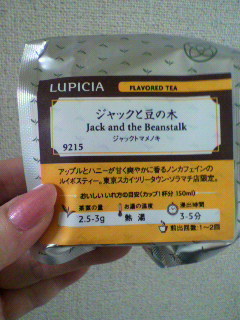 LUPICIA FLAVORED TEA
ジャックと豆の木
Jack and the Beanstalk
ジャックトマメノキ
9215
アップルとハニーが甘く爽やかに香るノンカフェインの
ルイボスティー。東京スカイツリータウン・ソラマチ店限定。
おいしいいれ方の目安(カップ1杯分 150ml)
茶葉の量 お湯の温度 蒸らし時間
2.5-3g 熱湯 3-5分
煎出回数:1~2回